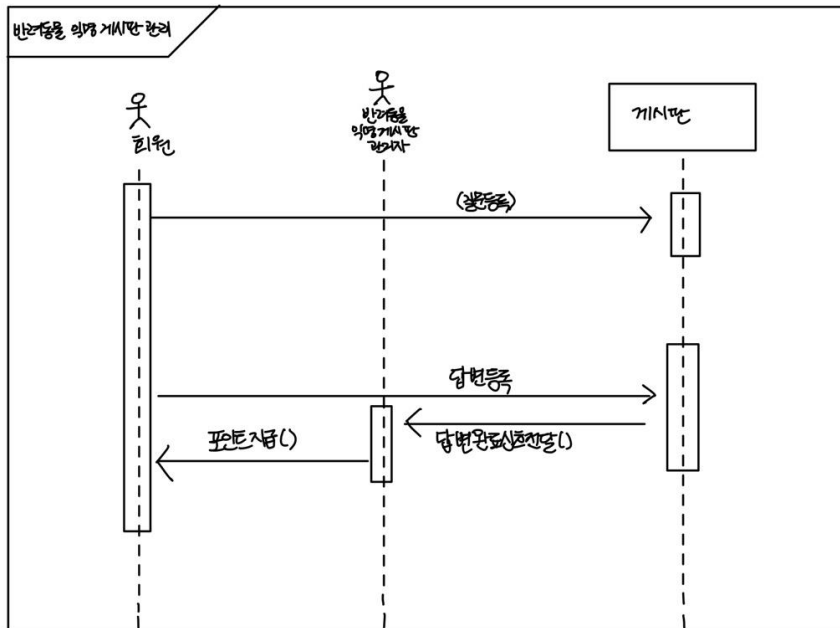 반려동물 익명 게시판 관리
회원
반려동물
익명게시판
관리자
게시판
(질문등록)
답변등록
답변완료신호전달()
포인트지급()